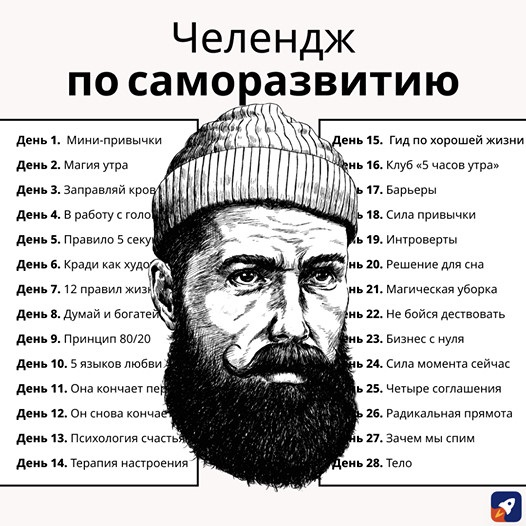 Челендж
по саморазвитию
День 1. Мини-привычки
День 2. Магия утра
День 3. Заправляй
День 4. В работу с
День 5. Правило 5
День 6. Кради как
День 7. 12 правил
День 8. Думай и богатей
День 9. Принцип 80/20
День 10. 5 языков любви
День 11. Она кончает
День 12. Он снова
День 13. Психология счастья
День 14. Терапия настроения
День 15. Гид по хорошей жизни
День 16. Клуб «5 часов утра»
День 17. Барьеры
День 18. Сила привычки
День 19. Интроверты
День 20. Решение для сна
День 21. Магическая уборка
День 22. Не бойся дествовать
День 23. Бизнес с нуля
День 24. Сила момента сейчас
День 25. Четыре соглашения
День 26. Радикальная прямота
День 27. Зачем мы спим
День 28. Тело